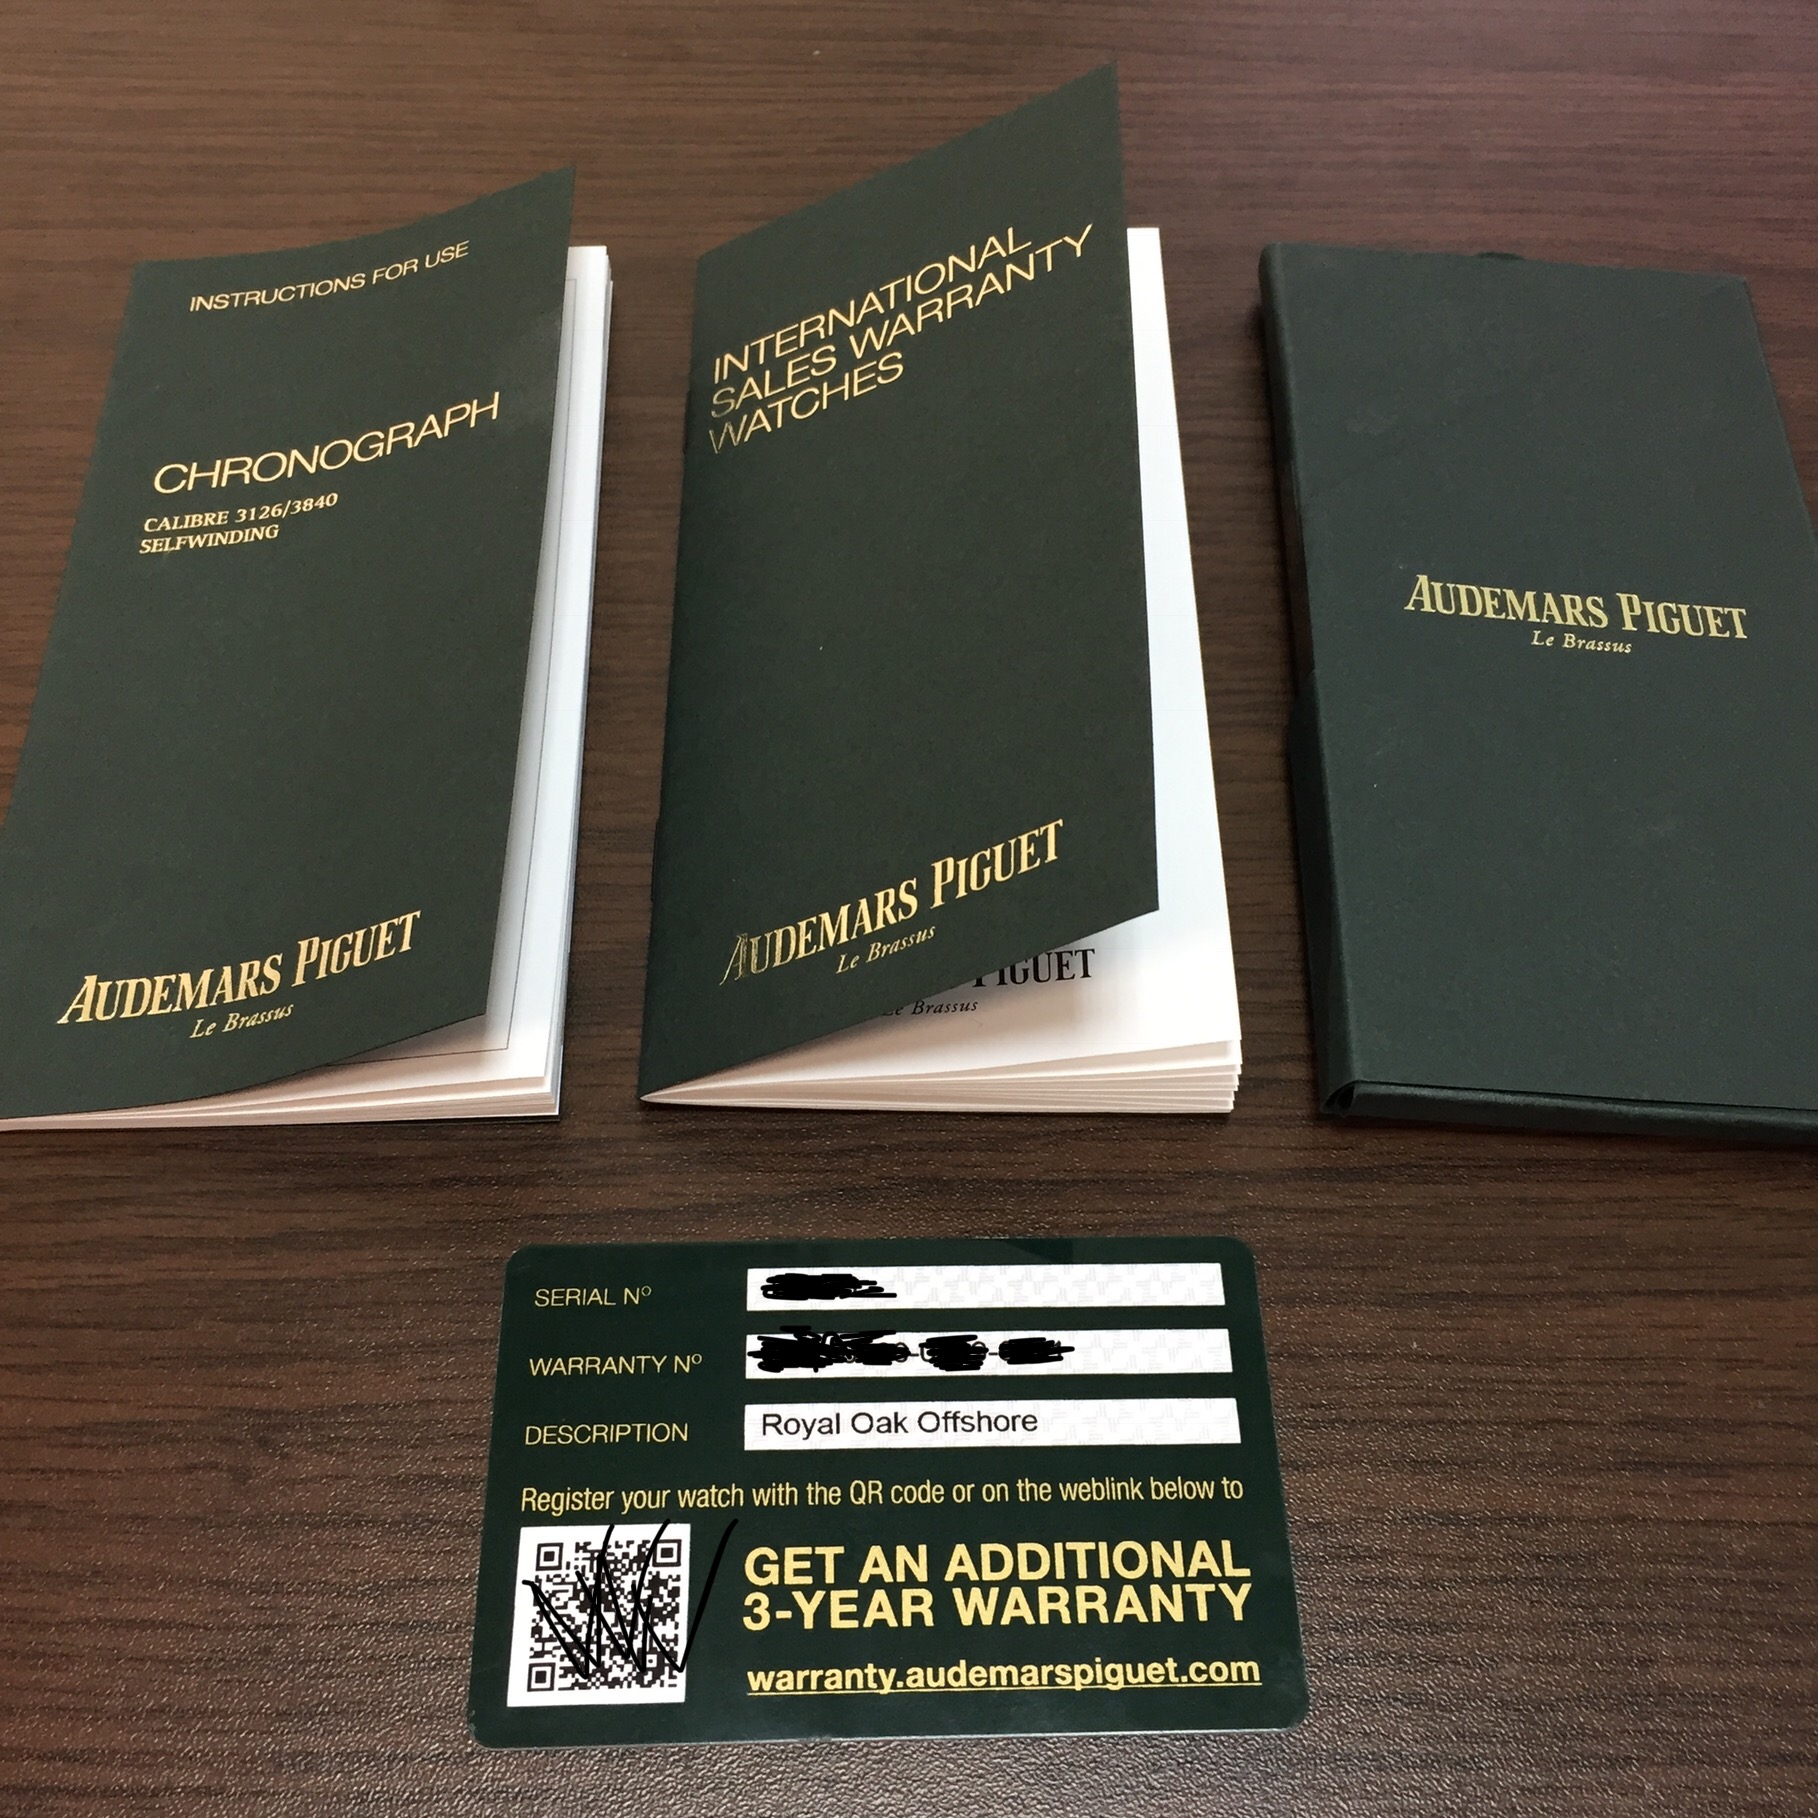 INSTRUCTIONS FOR USE
CHRONOGRAPH
CALIBRE 3126/3840
SELFWINDING
AUDEMARS PIGUET
Le Brassus
INTERNATIONAL
SALES WARRANTY
WATCHES
AUDEMARS PIGUET
Le Brassus
PIGUET
Le Brassus
AUDEMARS PIGUET
Le Brassus
SERIAL Nº
WARRANTY Nº
DESCRIPTION Royal Oak Offshore
Register your watch with the QR code or on the weblink below to
GET AN ADDITIONAL
3-YEAR WARRANTY
warranty.audemarspiguet.com